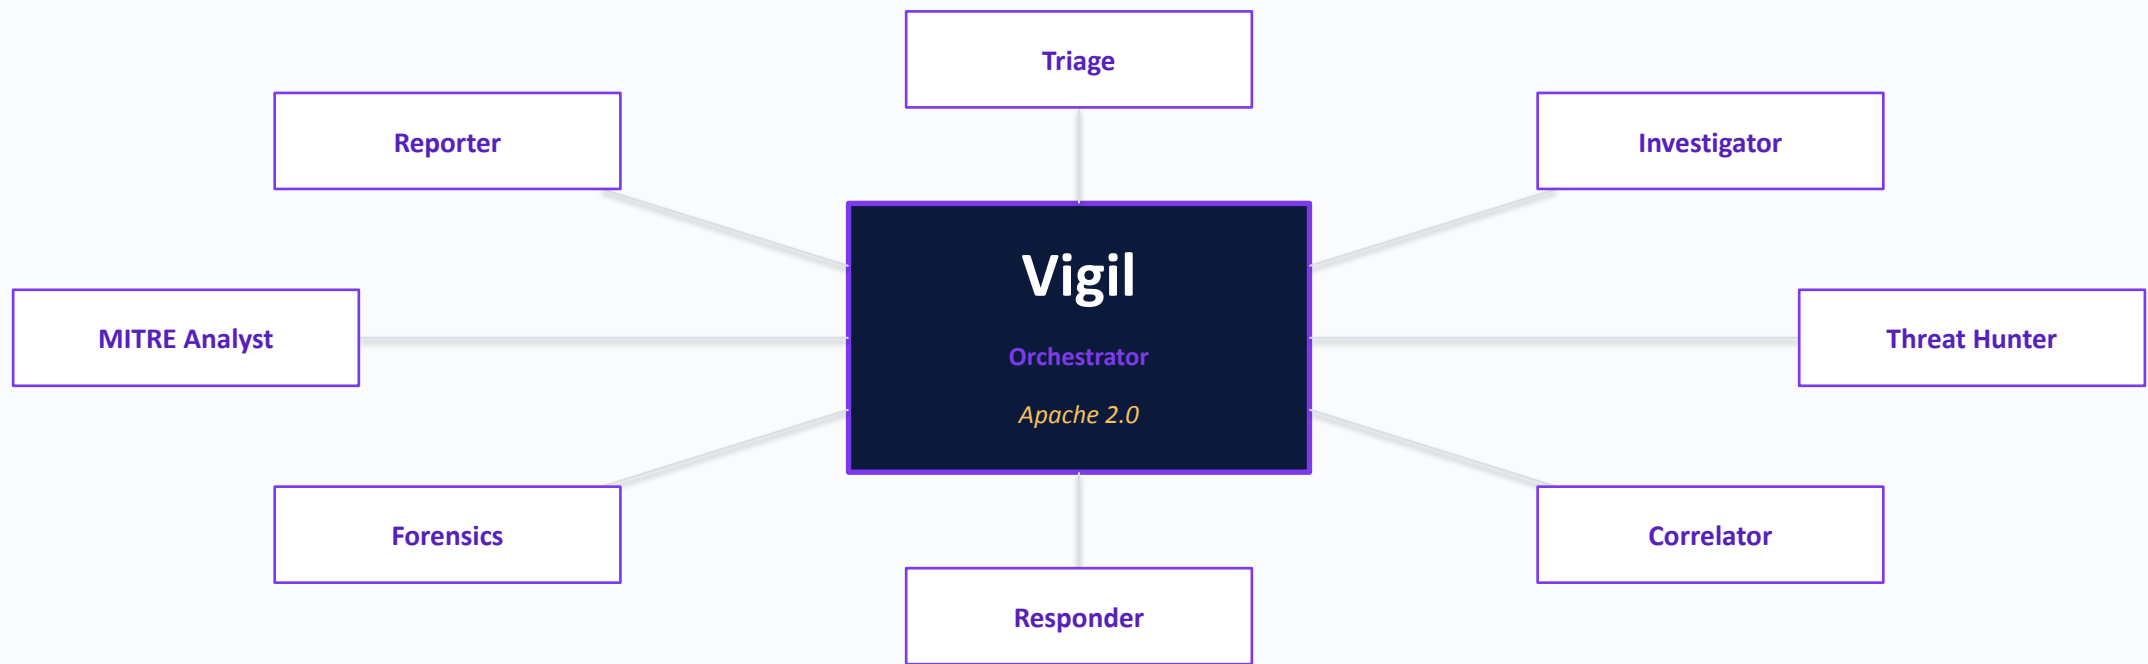 Triage
Reporter
Investigator
Vigil
Orchestrator
Apache 2.0
MITRE Analyst
Threat Hunter
Forensics
Correlator
Responder